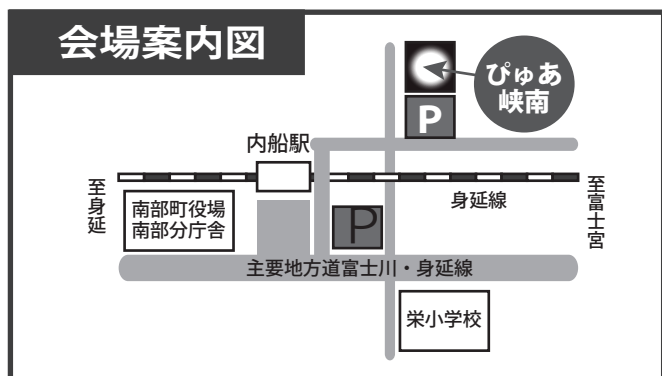 会場案内図
ぴゅあ
峡南
P
内船駅
至身延
南部町役場
南部分庁舎
身延線
至富士宮
P
主要地方道富士川・身延線
栄小学校